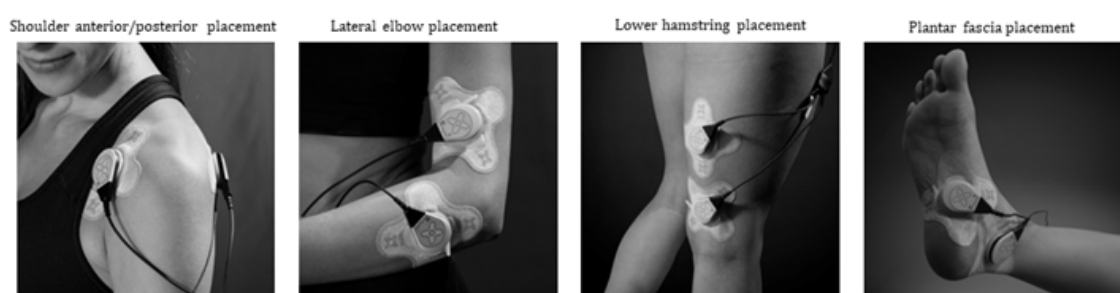 Shoulder anterior/posterior placement
Lateral elbow placement
Lower hamstring placement
Plantar fascia placement